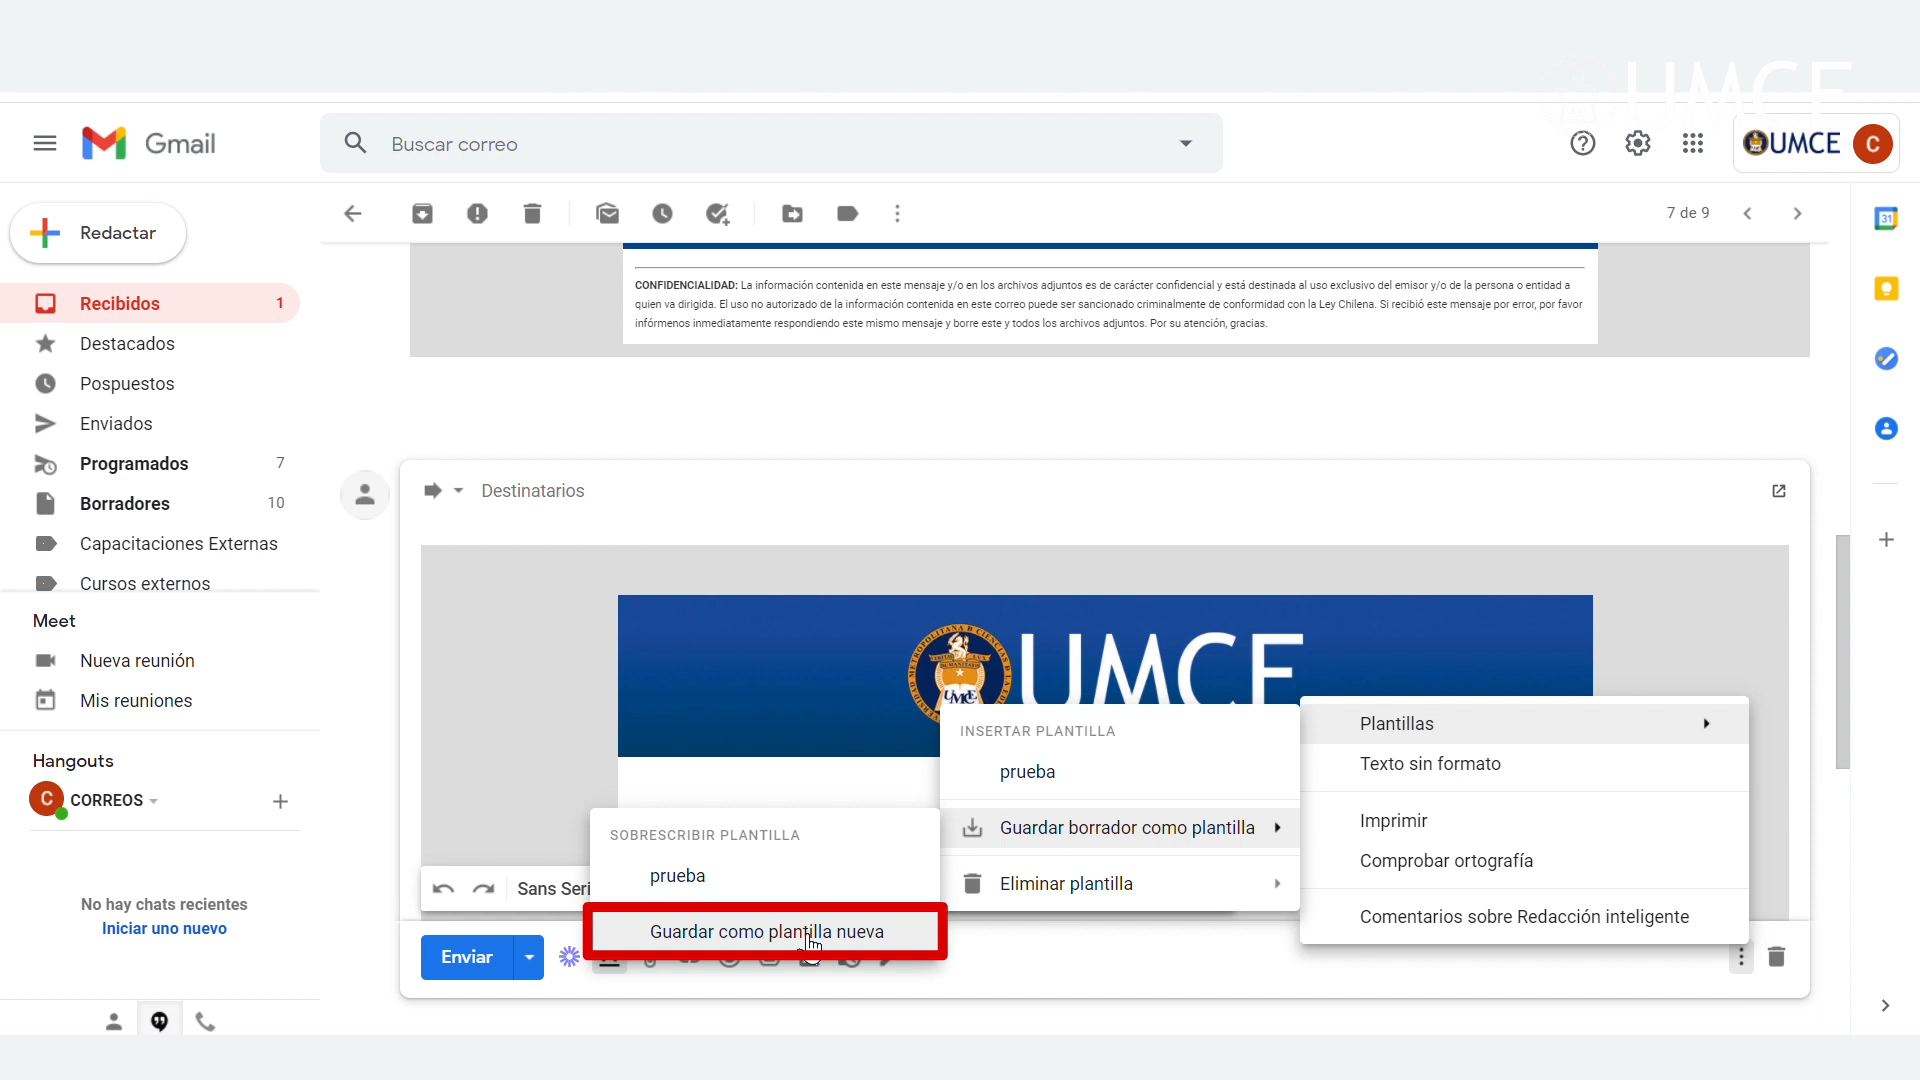 UMCE
Gmail
Buscar correo
UMCE
C
Redactar
7 de 9
31
Recibidos 1
Destacados
Pospuestos
Enviados
Programados 7
Borradores 10
Capacitaciones Externas
Cursos externos
CONFIDENCIALIDAD: La información contenida en este mensaje y/o en los archivos adjuntos es de carácter confidencial y está destinada al uso exclusivo del emisor y/o de la persona o entidad a
quien va dirigida. El uso no autorizado de la información contenida en este correo puede ser sancionado criminalmente de conformidad con la Ley Chilena. Si recibió este mensaje por error, por favor
infórmenos inmediatamente respondiendo este mismo mensaje y borre este y todos los archivos adjuntos. Por su atención, gracias.
Destinatarios
Meet
Nueva reunión
Mis reuniones
Hangouts
C CORREOS
No hay chats recientes
Iniciar uno nuevo
UMCE
UMCE
Plantillas
Texto sin formato
Imprimir
Comprobar ortografía
Comentarios sobre Redacción inteligente
INSERTAR PLANTILLA
prueba
Guardar borrador como plantilla
Eliminar plantilla
SOBRESCRIBIR PLANTILLA
prueba
Guardar como plantilla nueva
Sans Seri
Enviar